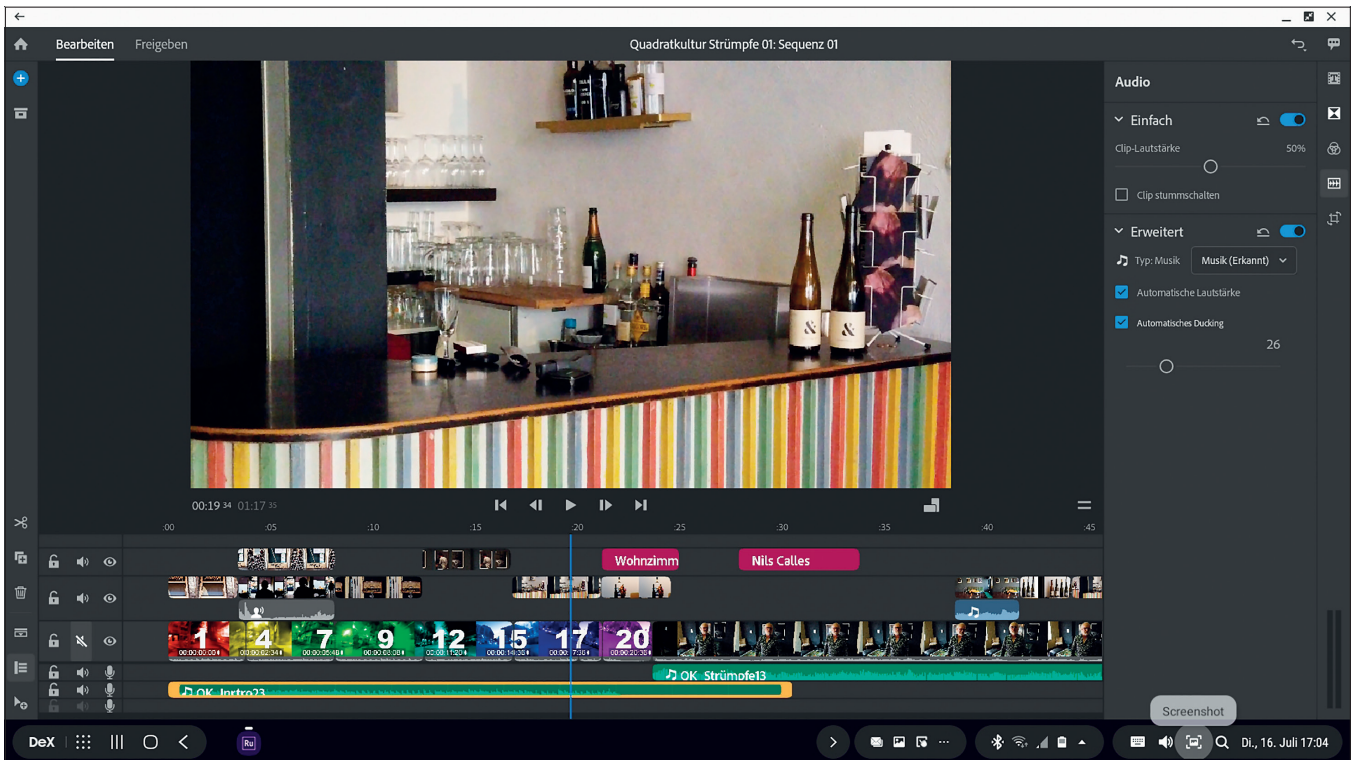 Bearbeiten Freigeben Quadratkultur Strümpfe 01: Sequenz 01
Audio
Einfach
Clip-Lautstärke 50%
Clip stummschalten
Erweitert
Typ: Musik Musik (Erkannt)
Automatische Lautstärke
Automatisches Ducking
26
&
&
00:19 34 01:17 35
:00 :05 :10 :15 :20 :25 :30 :35 :40 :45
Wohnzimm Nils Calles
1 4 7 9 12 15 17 20
OK_Strümpfe13
OK_Inrtro23
Screenshot
DeX Ru Di., 16. Juli 17:04